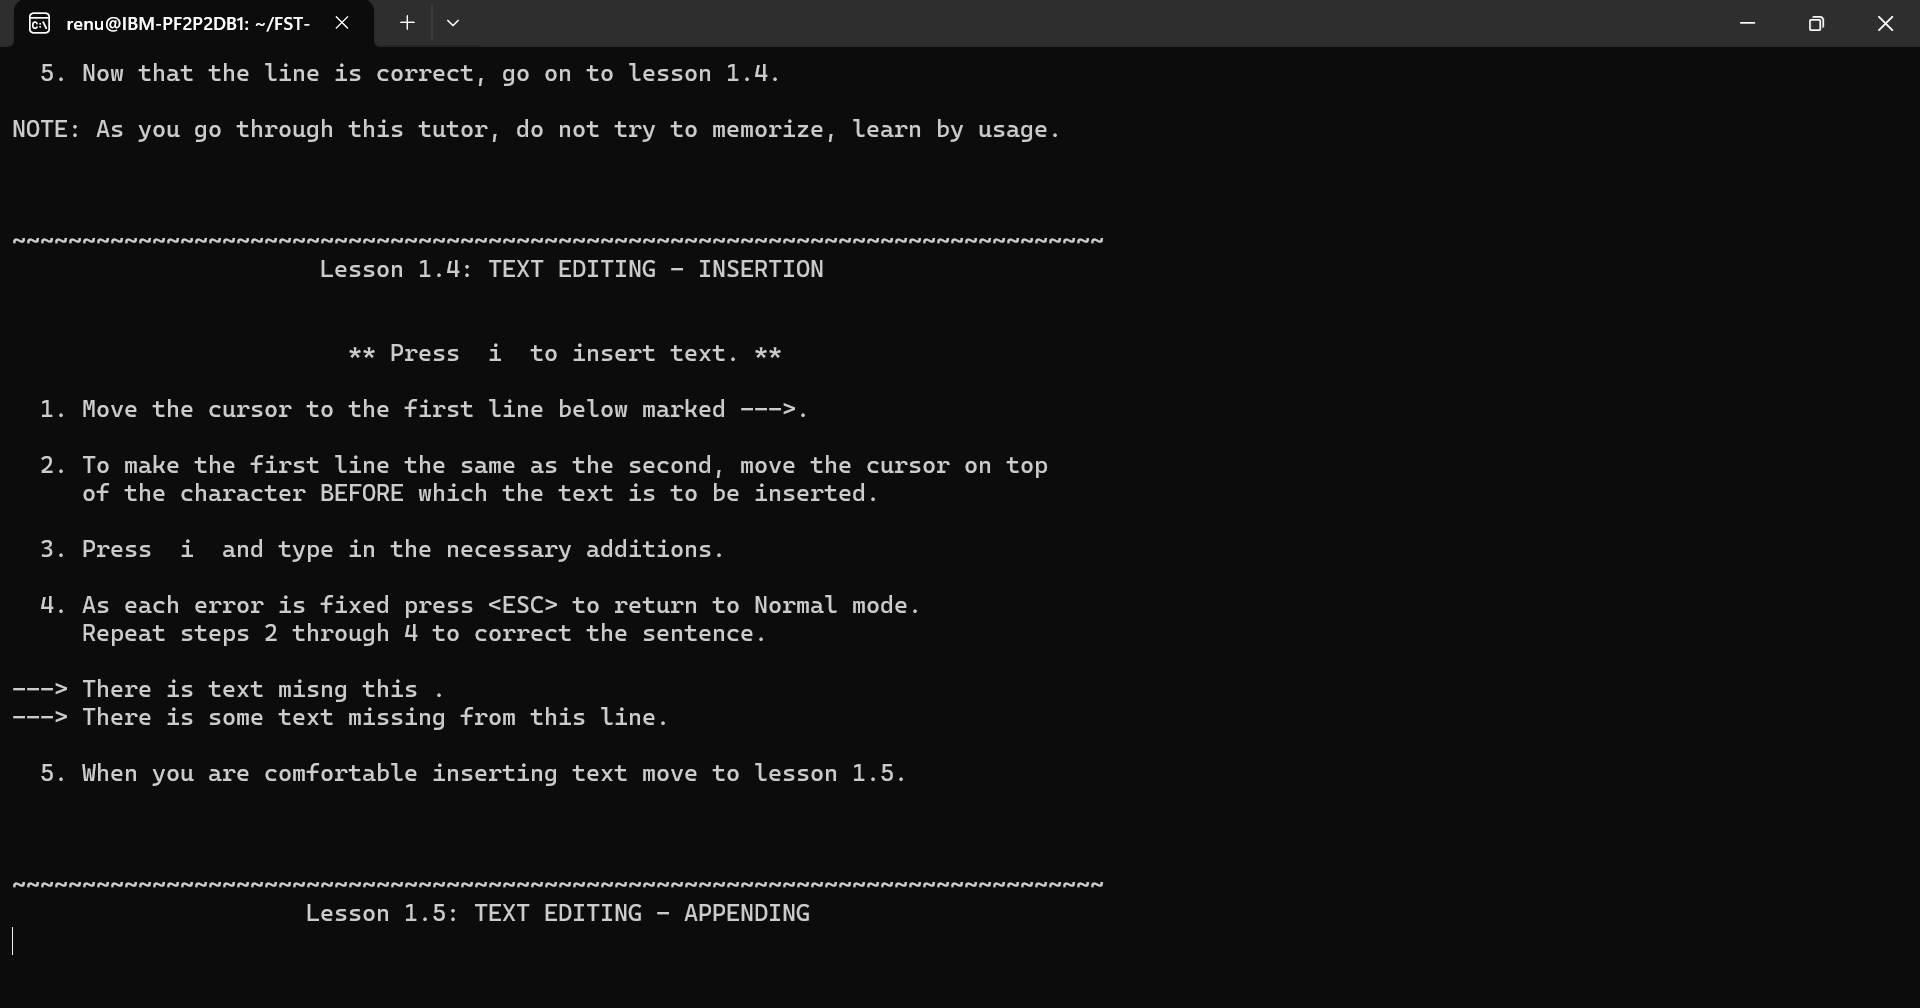 renu@IBM-PF2P2DB1: ~/FST-
5. Now that the line is correct, go on to lesson 1.4.
NOTE: As you go through this tutor, do not try to memorize, learn by usage.
~~~~~~~~~~~~~~~~~~~~~~~~~~~~~~~~~~~~~~~~~~~~~~~~~~~~~~~~~~~~~~~~~~~~~~~~~~~~~~
Lesson 1.4: TEXT EDITING - INSERTION
** Press  i  to insert text. **
1. Move the cursor to the first line below marked --->.
2. To make the first line the same as the second, move the cursor on top
of the character BEFORE which the text is to be inserted.
3. Press  i  and type in the necessary additions.
4. As each error is fixed press <ESC> to return to Normal mode.
Repeat steps 2 through 4 to correct the sentence.
---> There is text misng this .
---> There is some text missing from this line.
5. When you are comfortable inserting text move to lesson 1.5.
~~~~~~~~~~~~~~~~~~~~~~~~~~~~~~~~~~~~~~~~~~~~~~~~~~~~~~~~~~~~~~~~~~~~~~~~~~~~~~
Lesson 1.5: TEXT EDITING - APPENDING